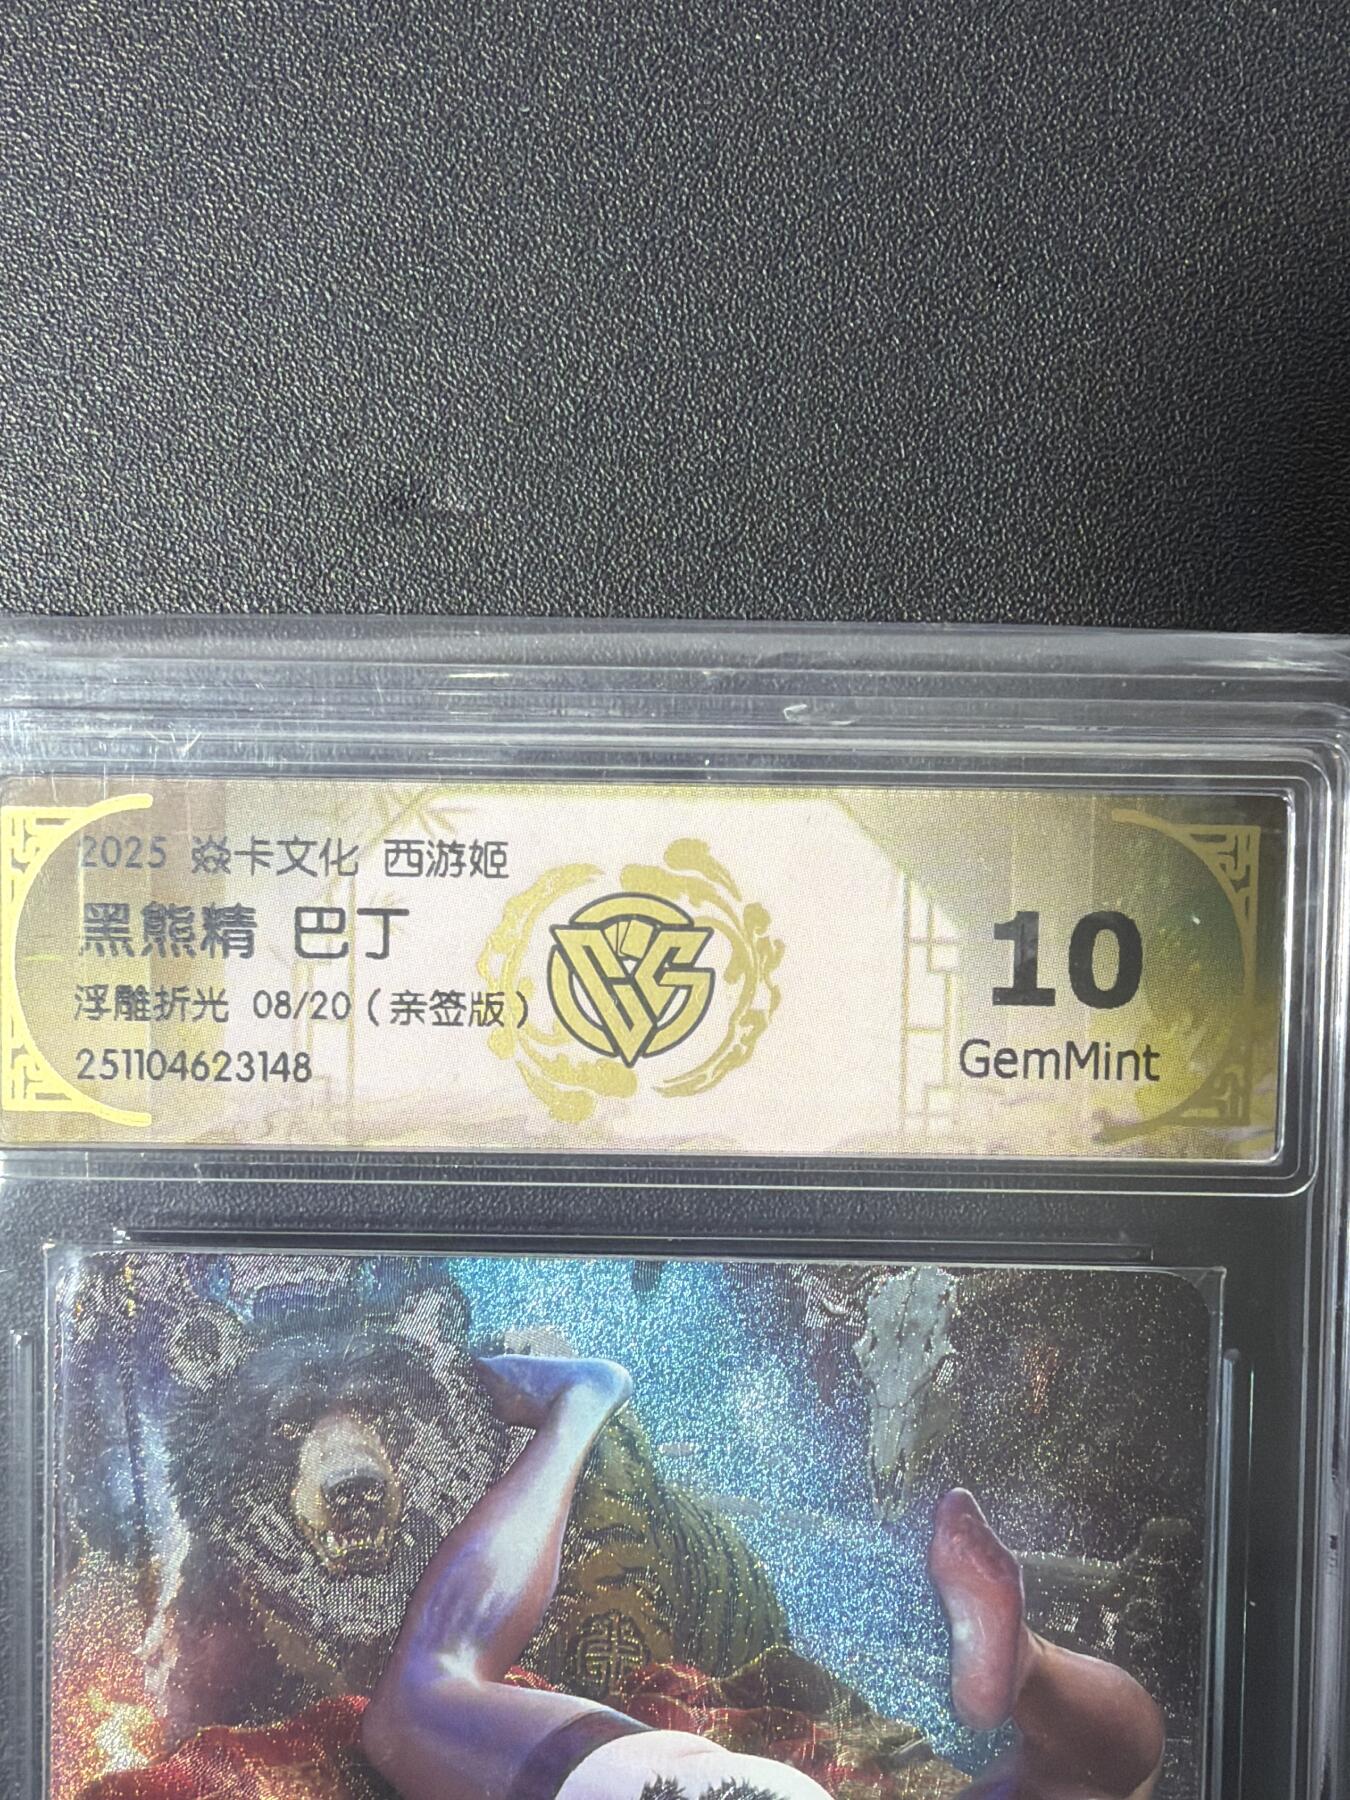 2025 焱卡文化 西游姬
黑熊精 巴丁
浮雕折光 08/20（亲签版）
251104623148
10
GemMint